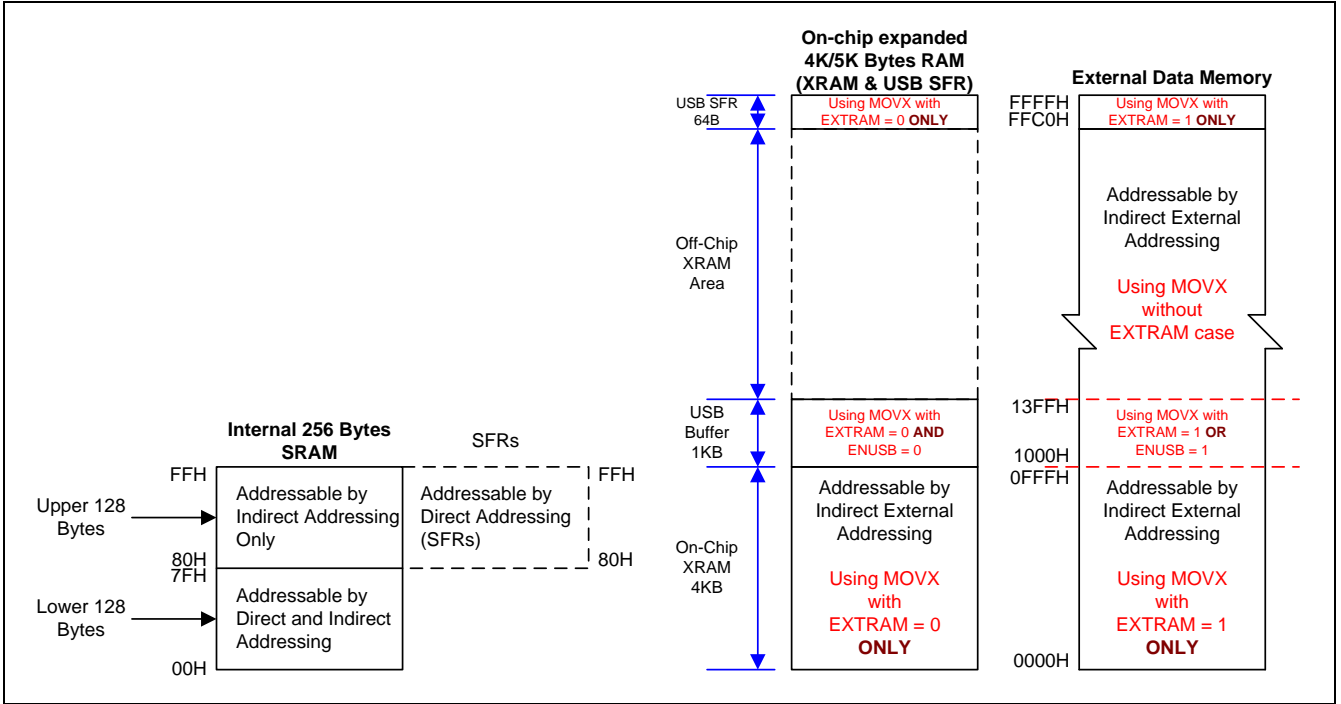 On-chip expanded
4K/5K Bytes RAM
(XRAM & USB SFR)
External Data Memory
USB SFR
64B
Using MOVX with
EXTRAM = 0 ONLY
FFFFH
FFC0H
Using MOVX with
EXTRAM = 1 ONLY
Off-Chip
XRAM
Area
Addressable by
Indirect External
Addressing
Using MOVX
without
EXTRAM case
USB
Buffer
1KB
Using MOVX with
EXTRAM = 0 AND
ENUSB = 0
13FFH
1000H
Using MOVX with
EXTRAM = 1 OR
ENUSB = 1
0FFFH
On-Chip
XRAM
4KB
Addressable by
Indirect External
Addressing
Using MOVX
with
EXTRAM = 0
ONLY
Addressable by
Indirect External
Addressing
Using MOVX
with
EXTRAM = 1
ONLY
0000H
Internal 256 Bytes
SRAM
SFRs
FFH
FFH
Upper 128
Bytes
Addressable by
Indirect Addressing
Only
Addressable by
Direct Addressing
(SFRs)
80H
80H
7FH
Lower 128
Bytes
Addressable by
Direct and Indirect
Addressing
00H